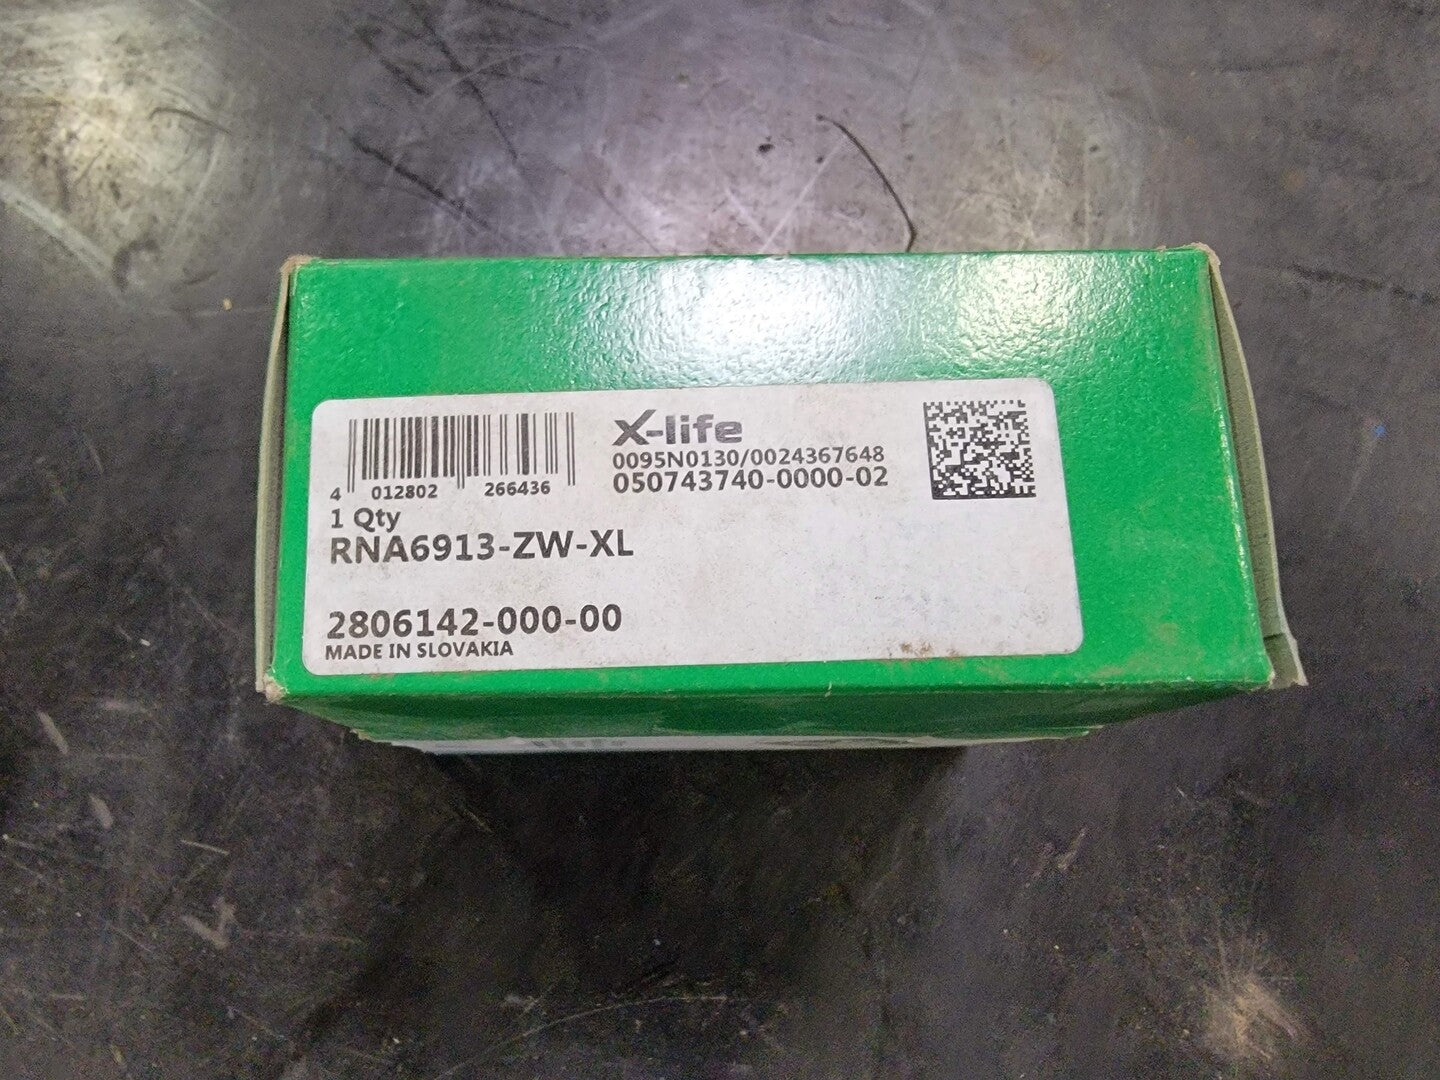 X-life
0095N0130/0024367648
050743740-0000-02
4 012802 266436
1 Qty
RNA6913-ZW-XL
2806142-000-00
MADE IN SLOVAKIA